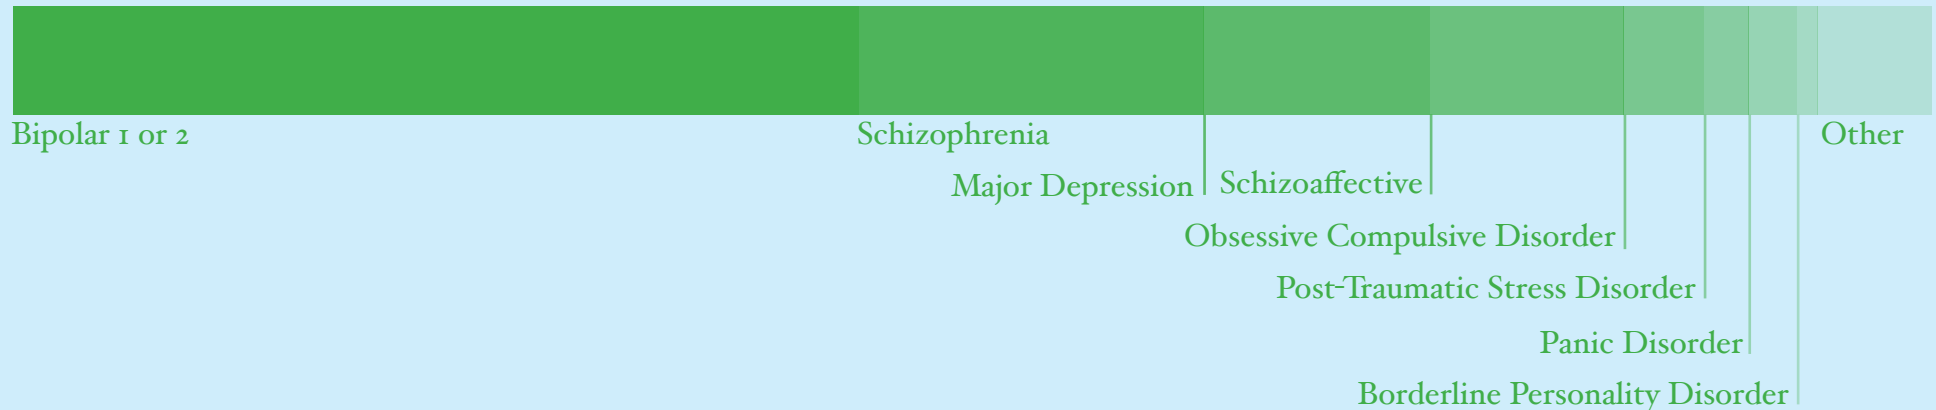 Bipolar 1 or 2
Schizophrenia
Other
Major Depression
Schizoaffective
Obsessive Compulsive Disorder
Post-Traumatic Stress Disorder
Panic Disorder
Borderline Personality Disorder